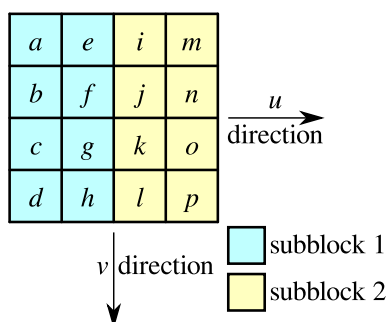 a e i m
b f j n
c g k o
d h l p
u
direction
v direction
subblock 1
subblock 2